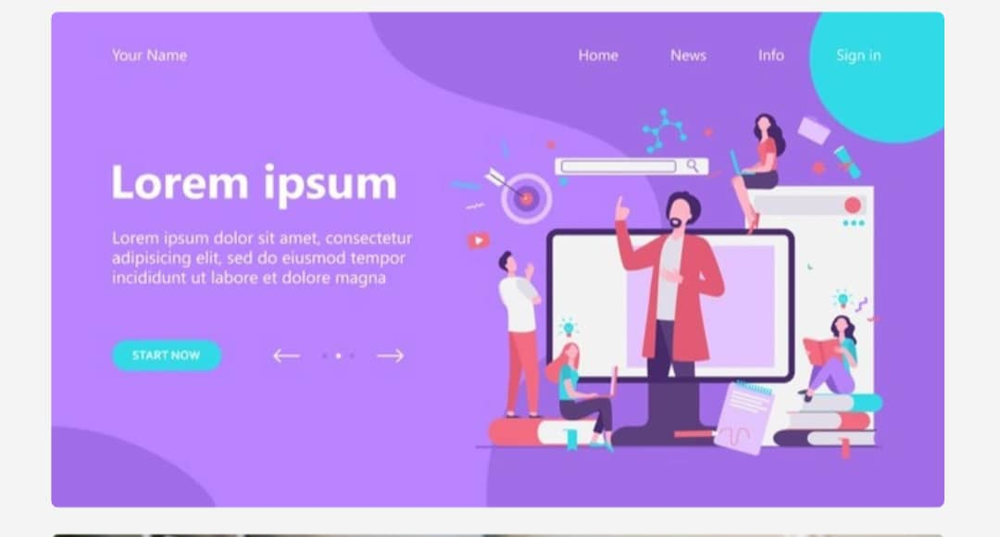 Your Name
Home
News
Info
Sign in
Lorem ipsum
Lorem ipsum dolor sit amet, consectetur
adipisicing elit, sed do eiusmod tempor
incididunt ut labore et dolore magna
START NOW